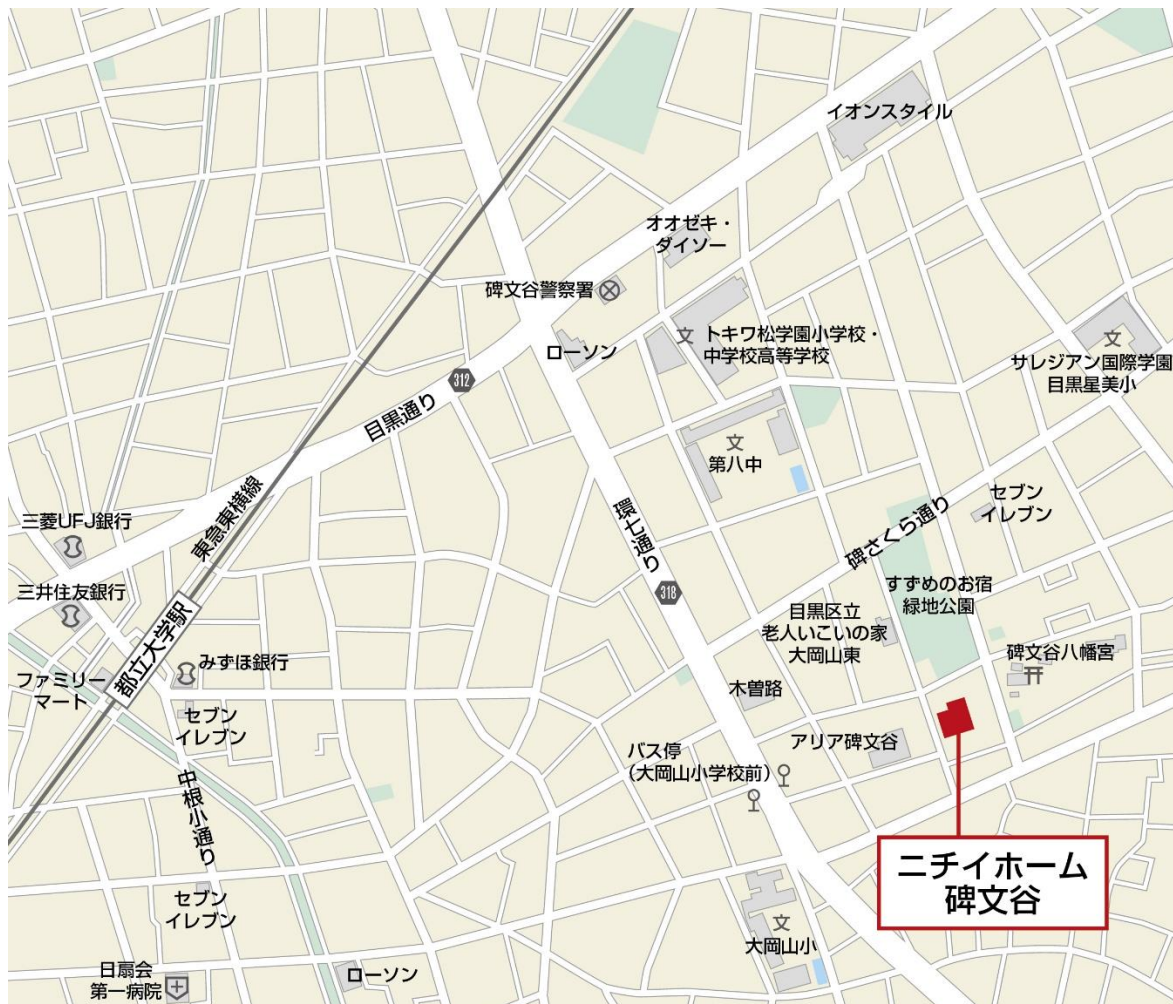 イオンスタイル
オオゼキ・
ダイソー
碑文谷警察署
ローソン
トキワ松学園小学校・
中学校高等学校
サレジアン国際学園
目黒星美小
312
目黒通り
第八中
東急東横線
環七通り
318
三菱UFJ銀行
三井住友銀行
都立大学駅
みずほ銀行
ファミリー
マート
セブン
イレブン
中根小通り
碑さくら通り
セブン
イレブン
すずめのお宿
緑地公園
目黒区立
老人いこいの家
大岡山東
碑文谷八幡宮
木曽路
アリア碑文谷
バス停
(大岡山小学校前)
ニチイホーム
碑文谷
セブン
イレブン
大岡山小
日扇会
第一病院
ローソン
文
文
文
文